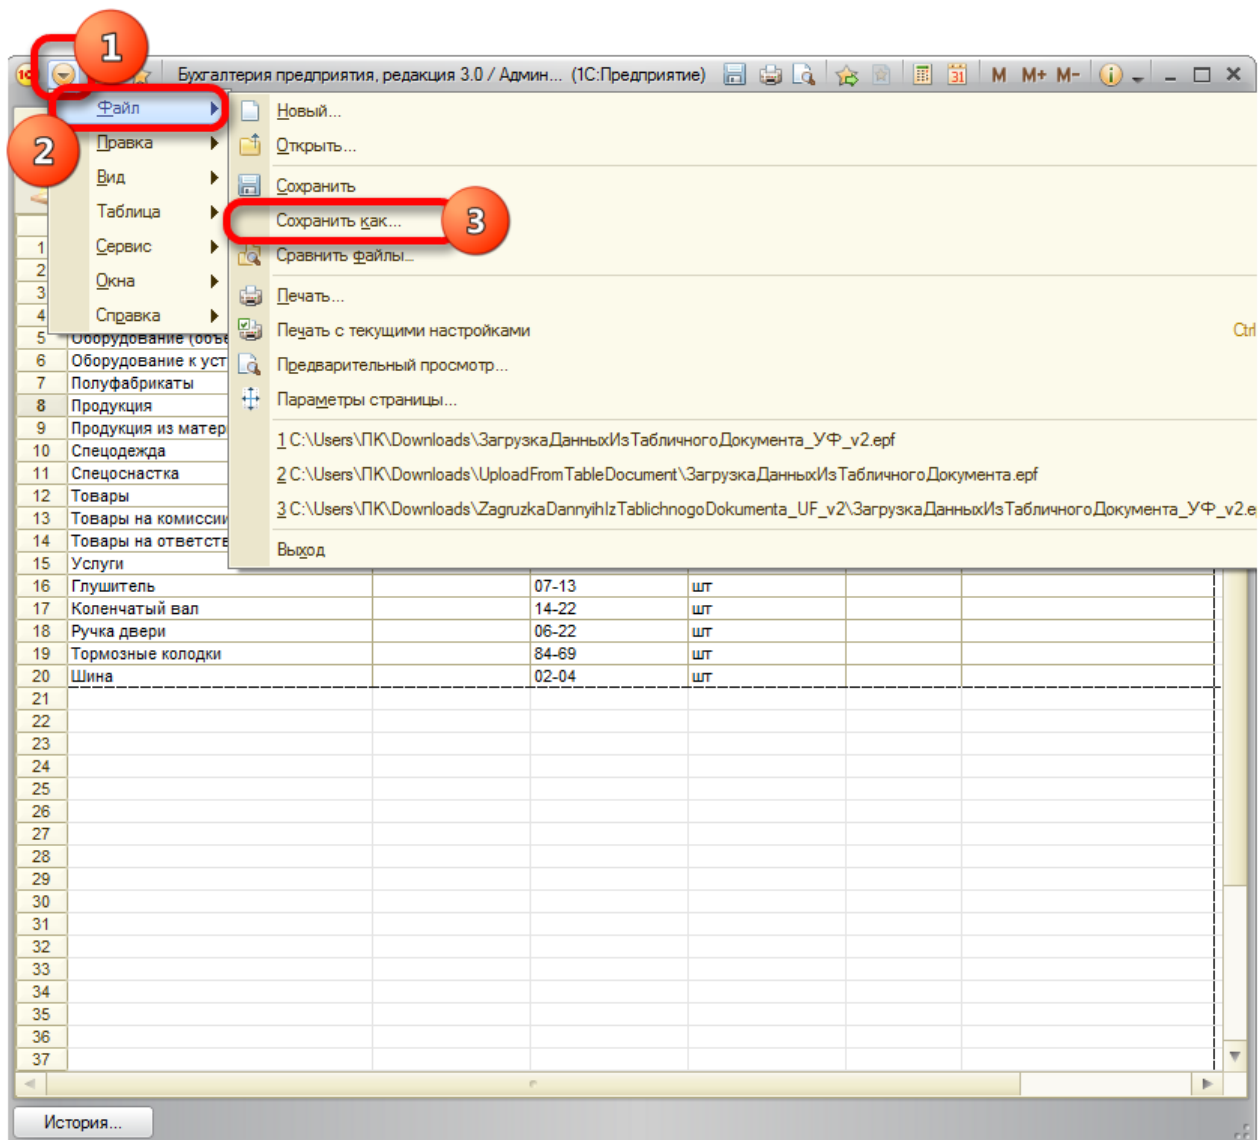 1
Бухгалтерия предприятия, редакция 3.0 / Админ... (1С:Предприятие)
31 M M+ M-
2
Файл
Правка
Вид
Таблица
Сервис
Окна
Справка
Новый...
Открыть...
Сохранить
Сохранить как...
3
Сравнить файлы...
Печать...
Печать с текущими настройками
Ctrl
Предварительный просмотр...
Параметры страницы...
1 C:\Users\ПК\Downloads\ЗагрузкаДанныхИзТабличногоДокумента_УФ_v2.epf
2 C:\Users\ПК\Downloads\UploadFromTableDocument\ЗагрузкаДанныхИзТабличногоДокумента.epf
3 C:\Users\ПК\Downloads\ZagruzkaDannyihIzTablichnogoDokumenta_UF_v2\ЗагрузкаДанныхИзТабличногоДокумента_УФ_v2.e
Выход
1
2
3
4
5 Оборудование (объе
6 Оборудование к уст
7 Полуфабрикаты
8 Продукция
9 Продукция из матер
10 Спецодежда
11 Спецоснастка
12 Товары
13 Товары на комиссии
14 Товары на ответств
15 Услуги
16 Глушитель 07-13 шт
17 Коленчатый вал 14-22 шт
18 Ручка двери 06-22 шт
19 Тормозные колодки 84-69 шт
20 Шина 02-04 шт
21
22
23
24
25
26
27
28
29
30
31
32
33
34
35
36
37
История...